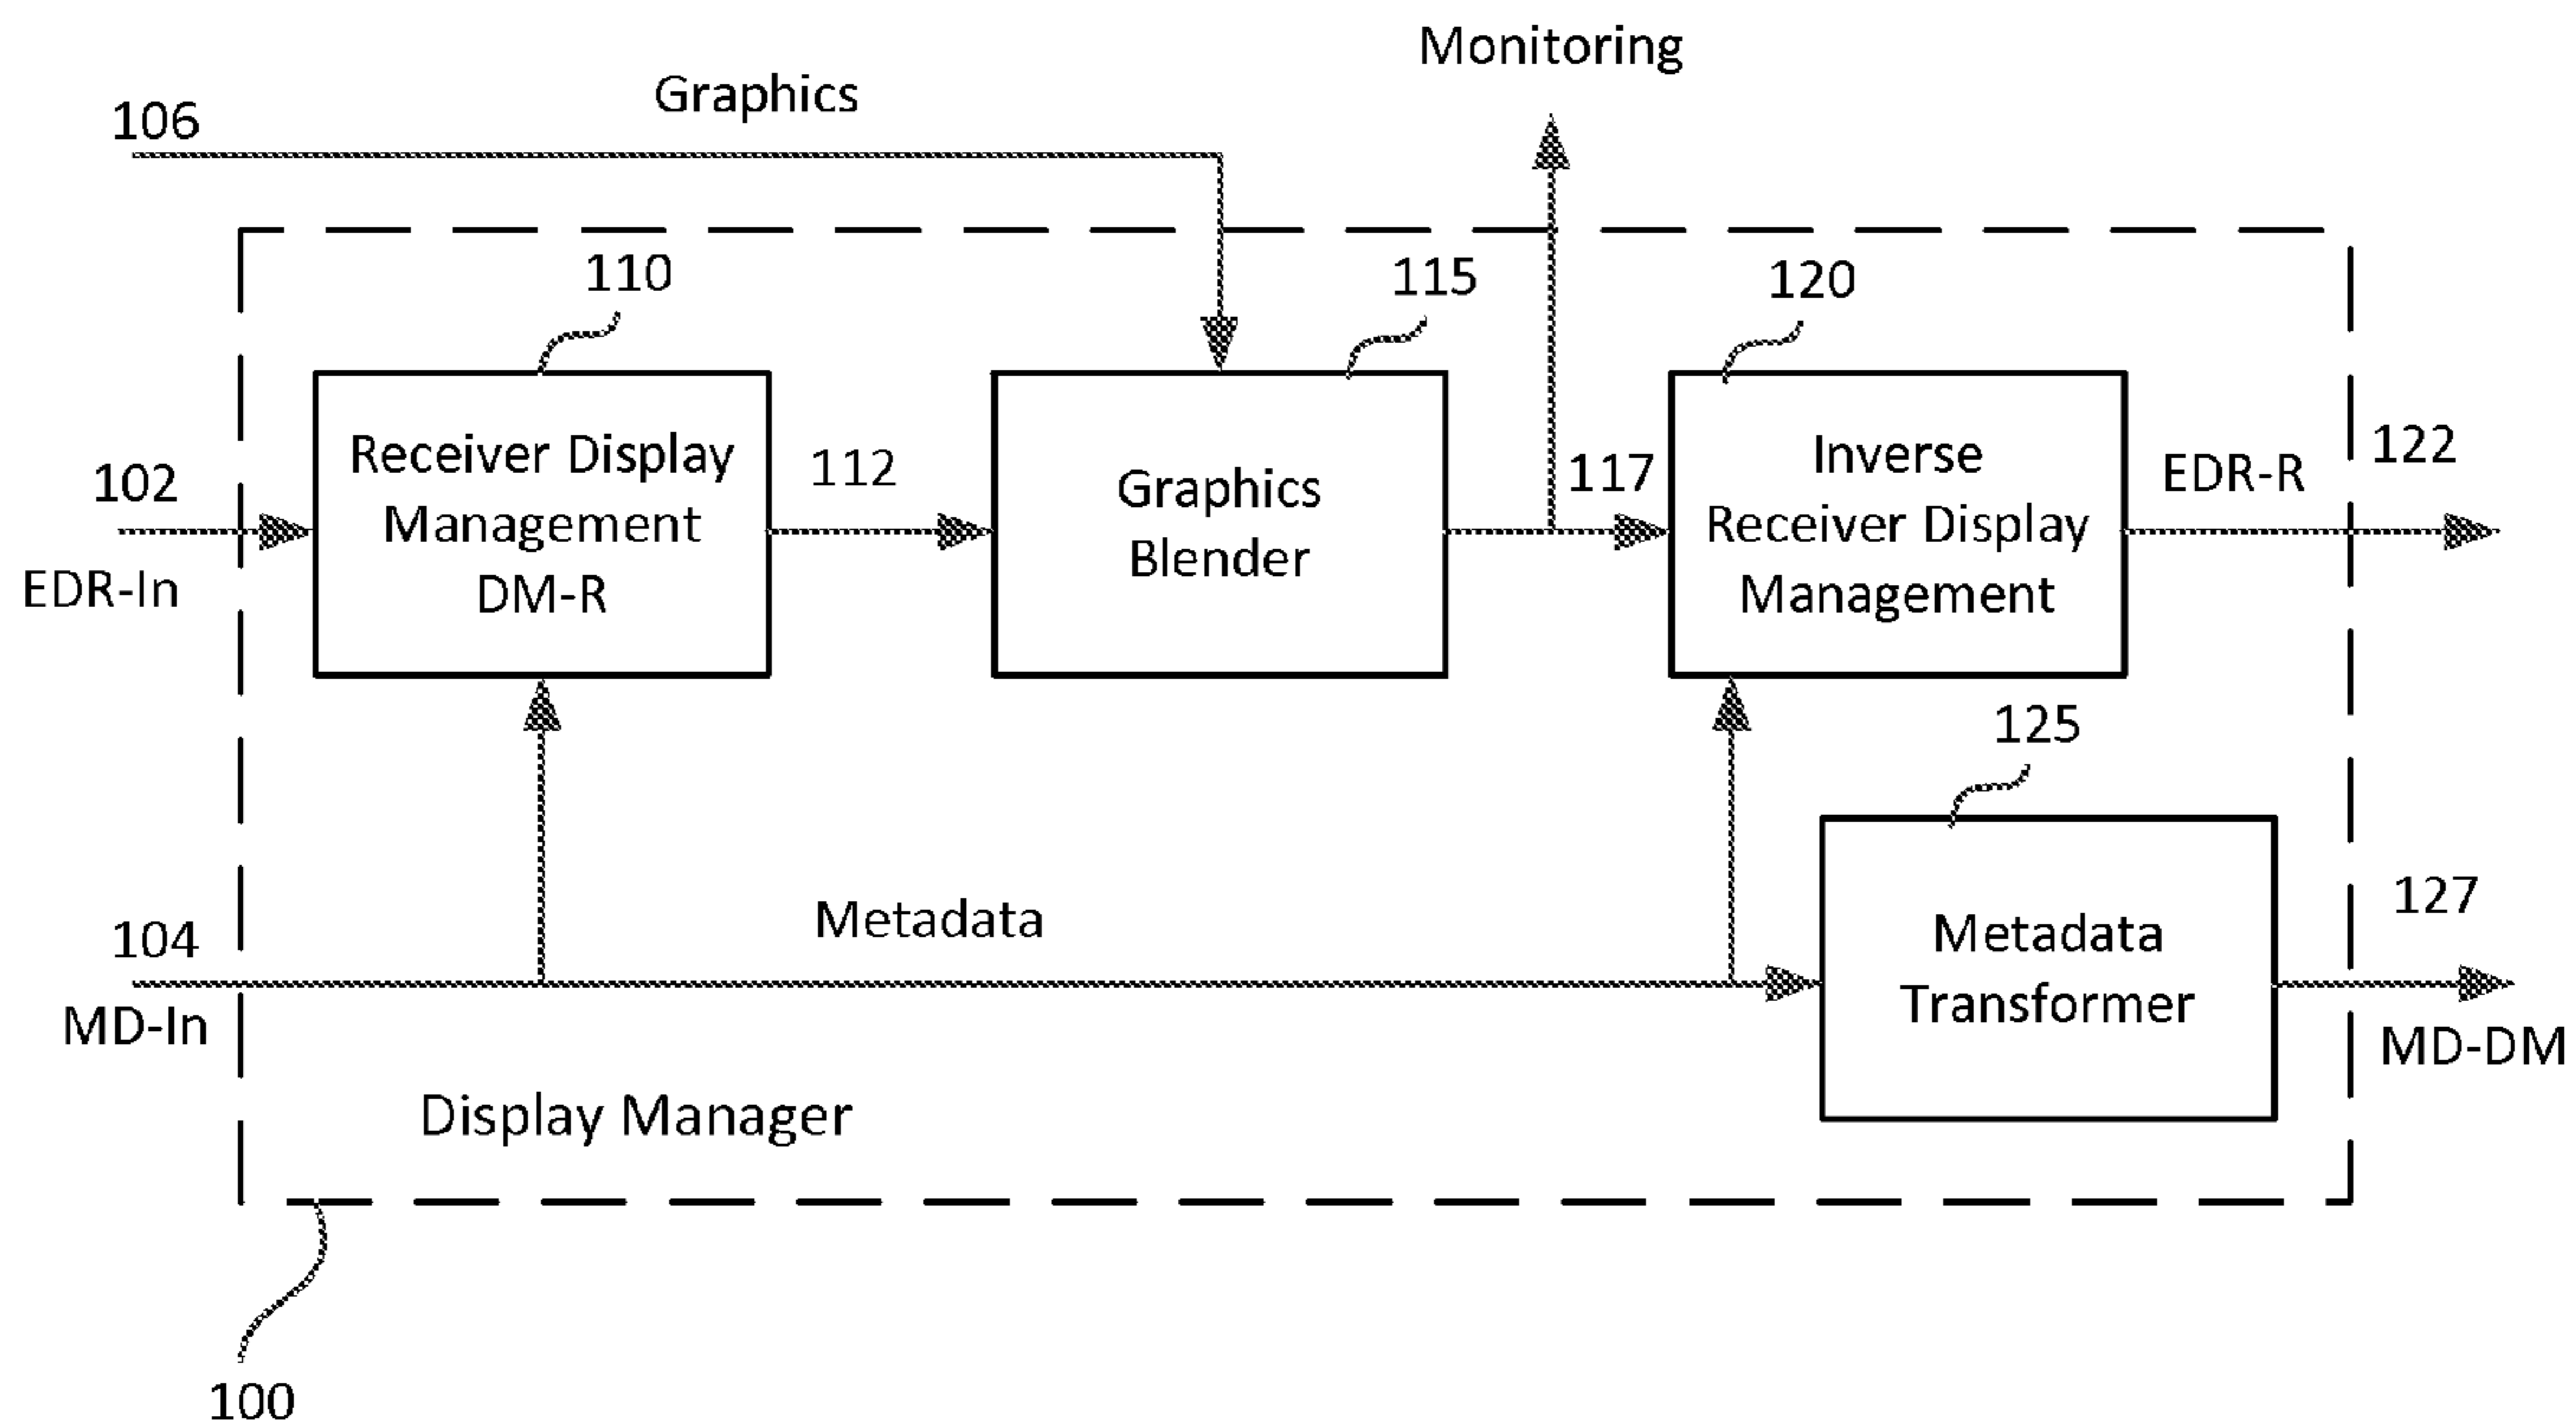 Monitoring
Graphics
106
110
115
120
102
EDR-In
Receiver Display
Management
DM-R
112
Graphics
Blender
117
Inverse
Receiver Display
Management
EDR-R
122
125
104
MD-In
Metadata
Metadata
Transformer
127
MD-DM
Display Manager
100